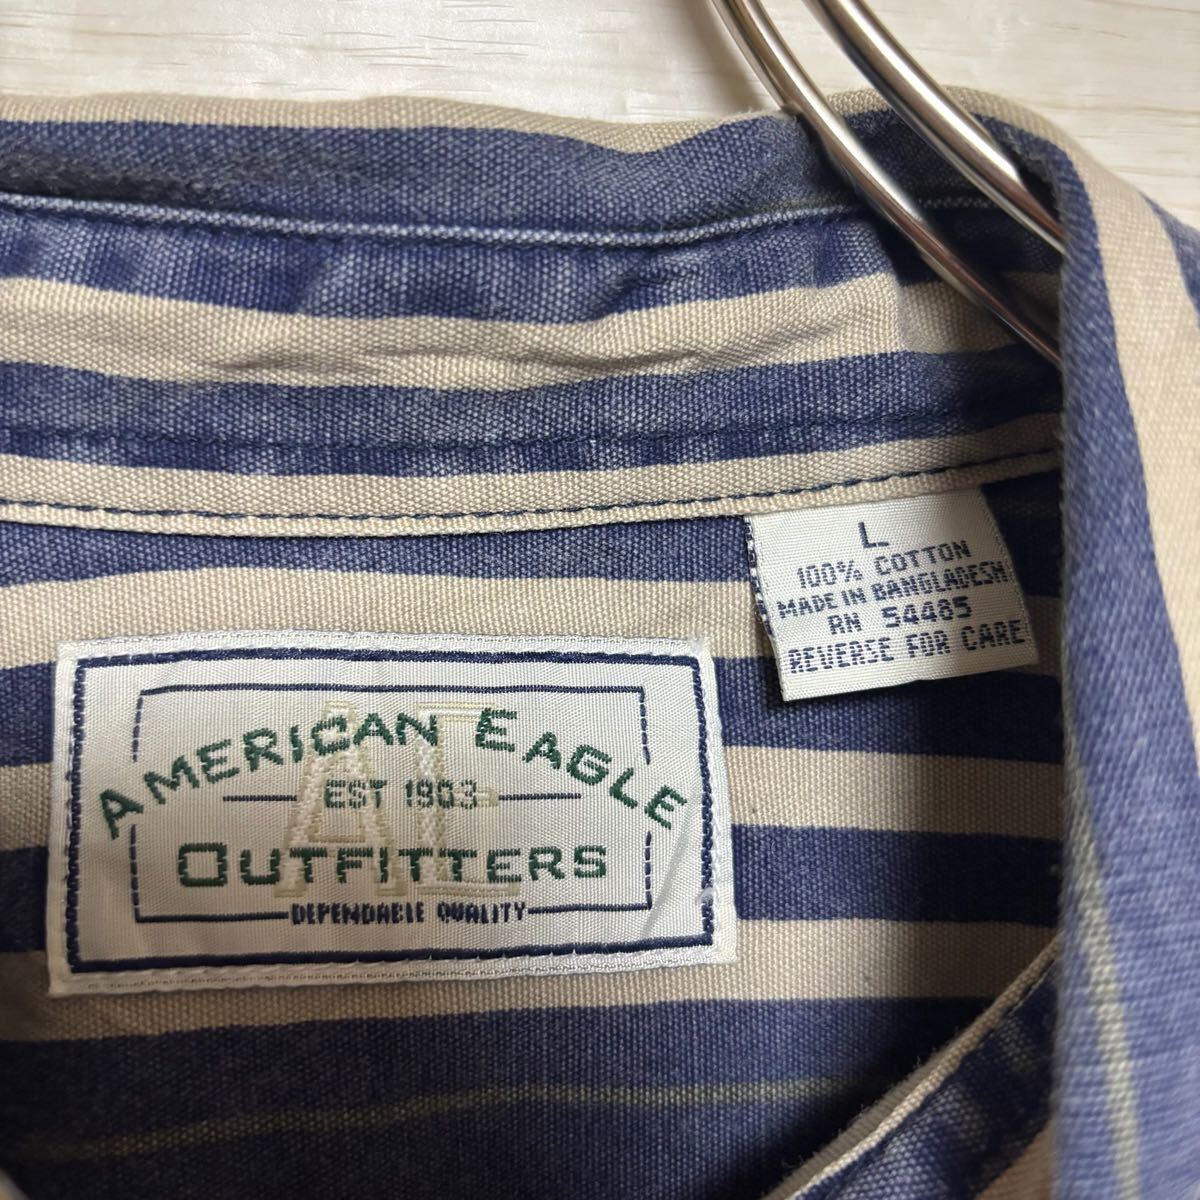 L
100% COTTON
MADE IN BANGLADESH
RN 54485
REVERSE FOR CARE
AE
AMERICAN EAGLE
EST 1903
OUTFITTERS
DEPENDABLE QUALITY